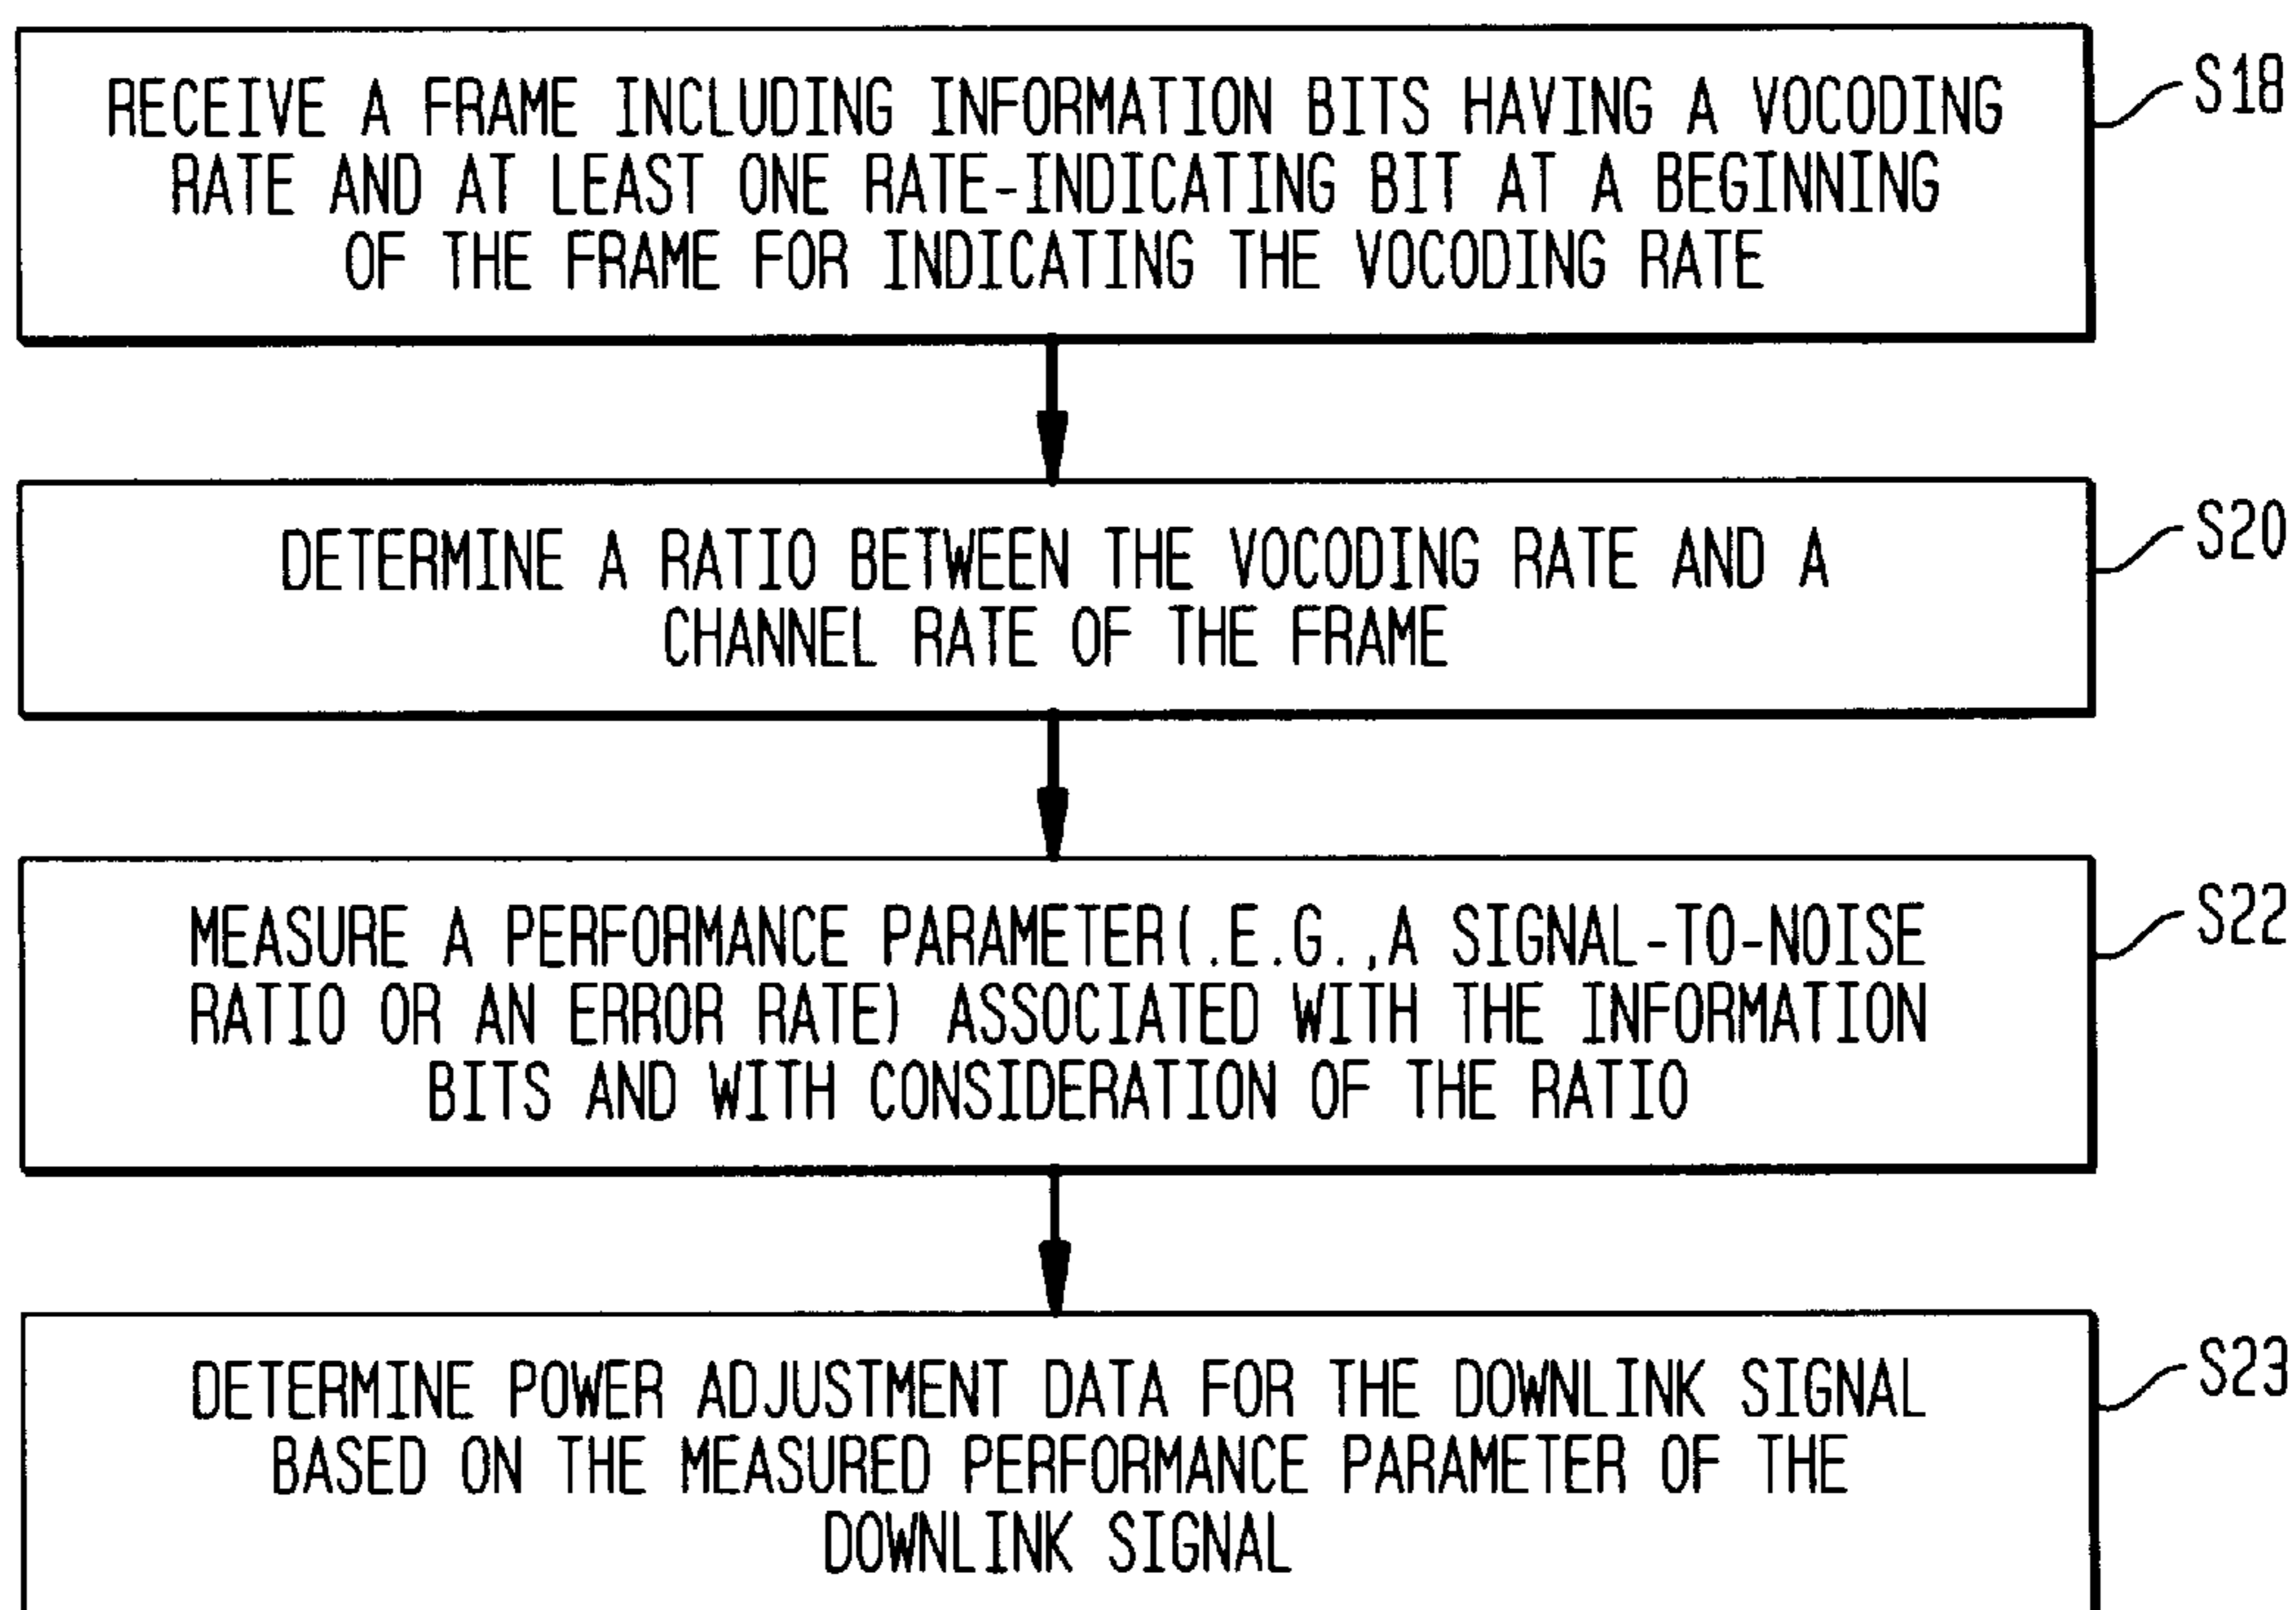 RECEIVE A FRAME INCLUDING INFORMATION BITS HAVING A VOCODING
RATE AND AT LEAST ONE RATE-INDICATING BIT AT A BEGINNING
OF THE FRAME FOR INDICATING THE VOCODING RATE
S18
DETERMINE A RATIO BETWEEN THE VOCODING RATE AND A
CHANNEL RATE OF THE FRAME
S20
MEASURE A PERFORMANCE PARAMETER(.E.G.,A SIGNAL-TO-NOISE
RATIO OR AN ERROR RATE) ASSOCIATED WITH THE INFORMATION
BITS AND WITH CONSIDERATION OF THE RATIO
S22
DETERMINE POWER ADJUSTMENT DATA FOR THE DOWNLINK SIGNAL
BASED ON THE MEASURED PERFORMANCE PARAMETER OF THE
DOWNLINK SIGNAL
S23